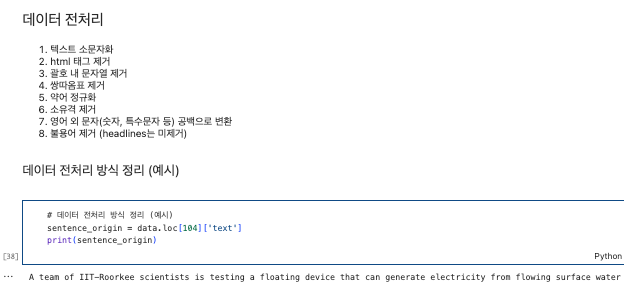 데이터 전처리
1. 텍스트 소문자화
2. html 태그 제거
3. 괄호 내 문자열 제거
4. 쌍따옴표 제거
5. 약어 정규화
6. 소유격 제거
7. 영어 외 문자(숫자, 특수문자 등) 공백으로 변환
8. 불용어 제거 (headlines는 미제거)
데이터 전처리 방식 정리 (예시)
# 데이터 전처리 방식 정리 (예시)
sentence_origin = data.loc[104]['text']
print(sentence_origin)
[38]
Python
... A team of IIT-Roorkee scientists is testing a floating device that can generate electricity from flowing surface water